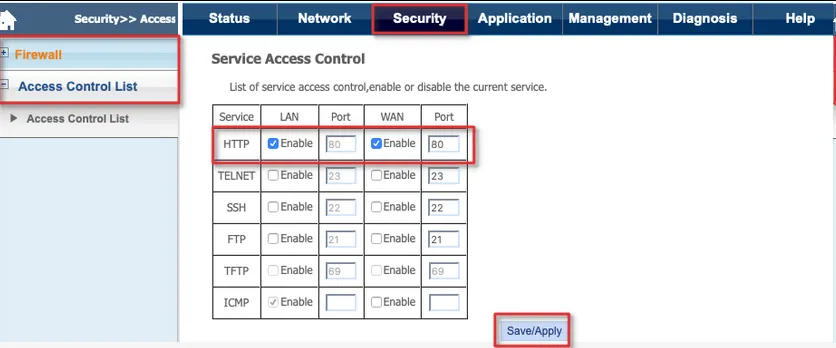 Security>> Access
Status Network Security Application Management Diagnosis Help
Firewall
Access Control List
Access Control List
Service Access Control
List of service access control,enable or disable the current service.
Service LAN Port WAN Port
HTTP Enable 80 Enable 80
TELNET Enable 23 Enable 23
SSH Enable 22 Enable 22
FTP Enable 21 Enable 21
TFTP Enable 69 Enable 69
ICMP Enable Enable
Save/Apply